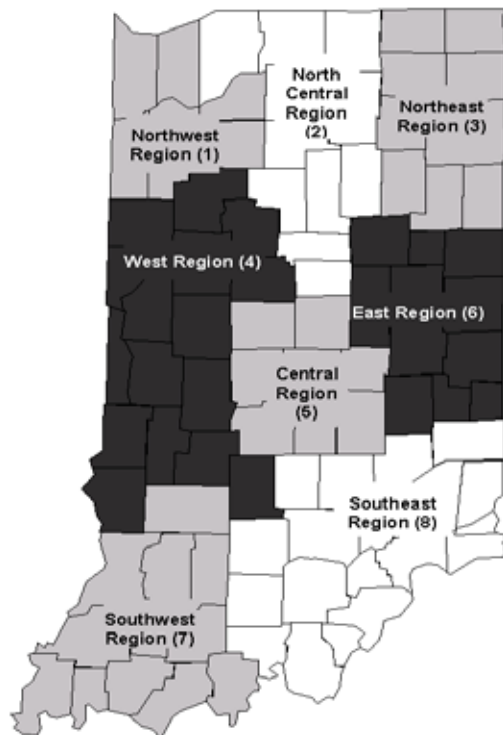 North
Central
Region
(2)
Northeast
Region (3)
Northwest
Region (1)
West Region (4)
East Region (6)
Central
Region
(5)
Southeast
Region (8)
Southwest
Region (7)